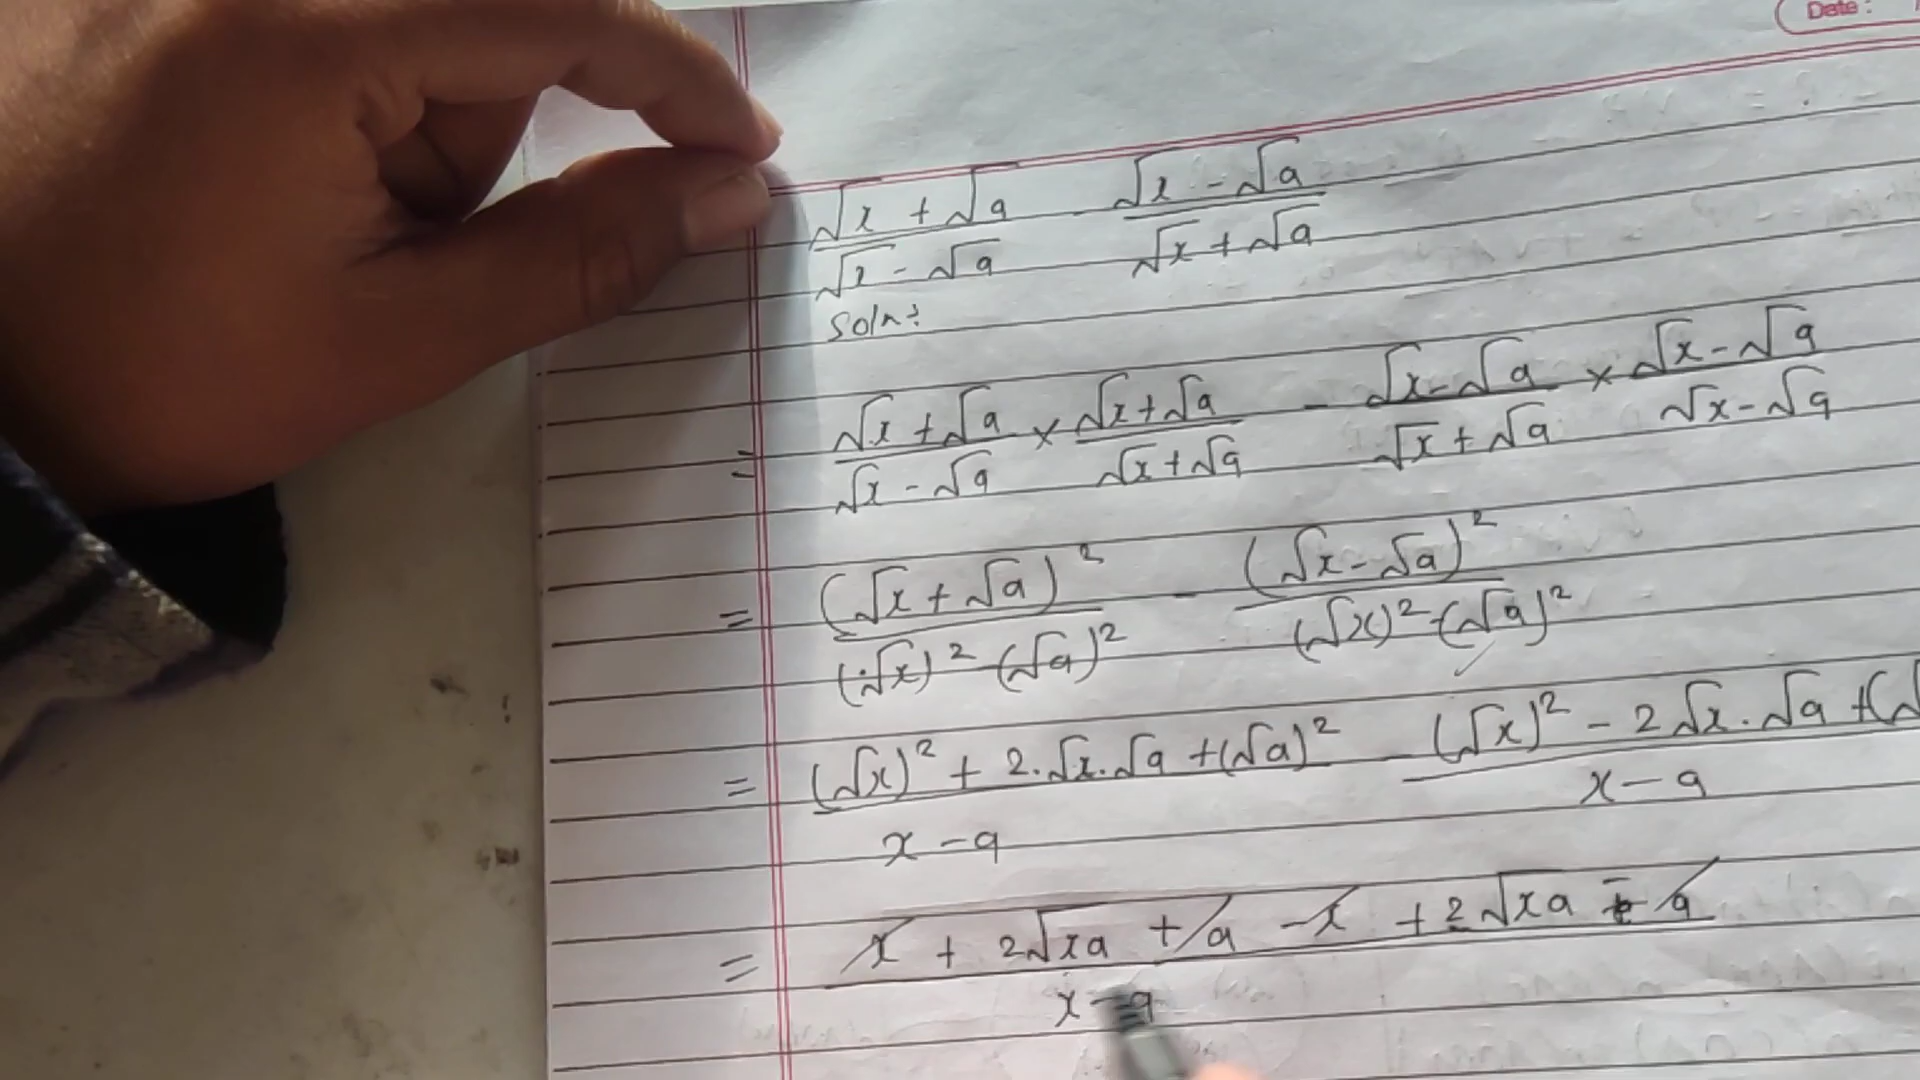 Date :
(√x + √a)/(√x - √a) - (√x - √a)/(√x + √a)
Soln:
= (√x + √a)/(√x - √a) × (√x + √a)/(√x + √a) - (√x - √a)/(√x + √a) × (√x - √a)/(√x - √a)
= (√x + √a)²/((√x)² - (√a)²) - (√x - √a)²/((√x)² - (√a)²)
= ((√x)² + 2.√x.√a + (√a)²)/(x - a) - ((√x)² - 2√x.√a + (√
x - a
= (x + 2√xa + a - x + 2√xa - a)/(x - a)